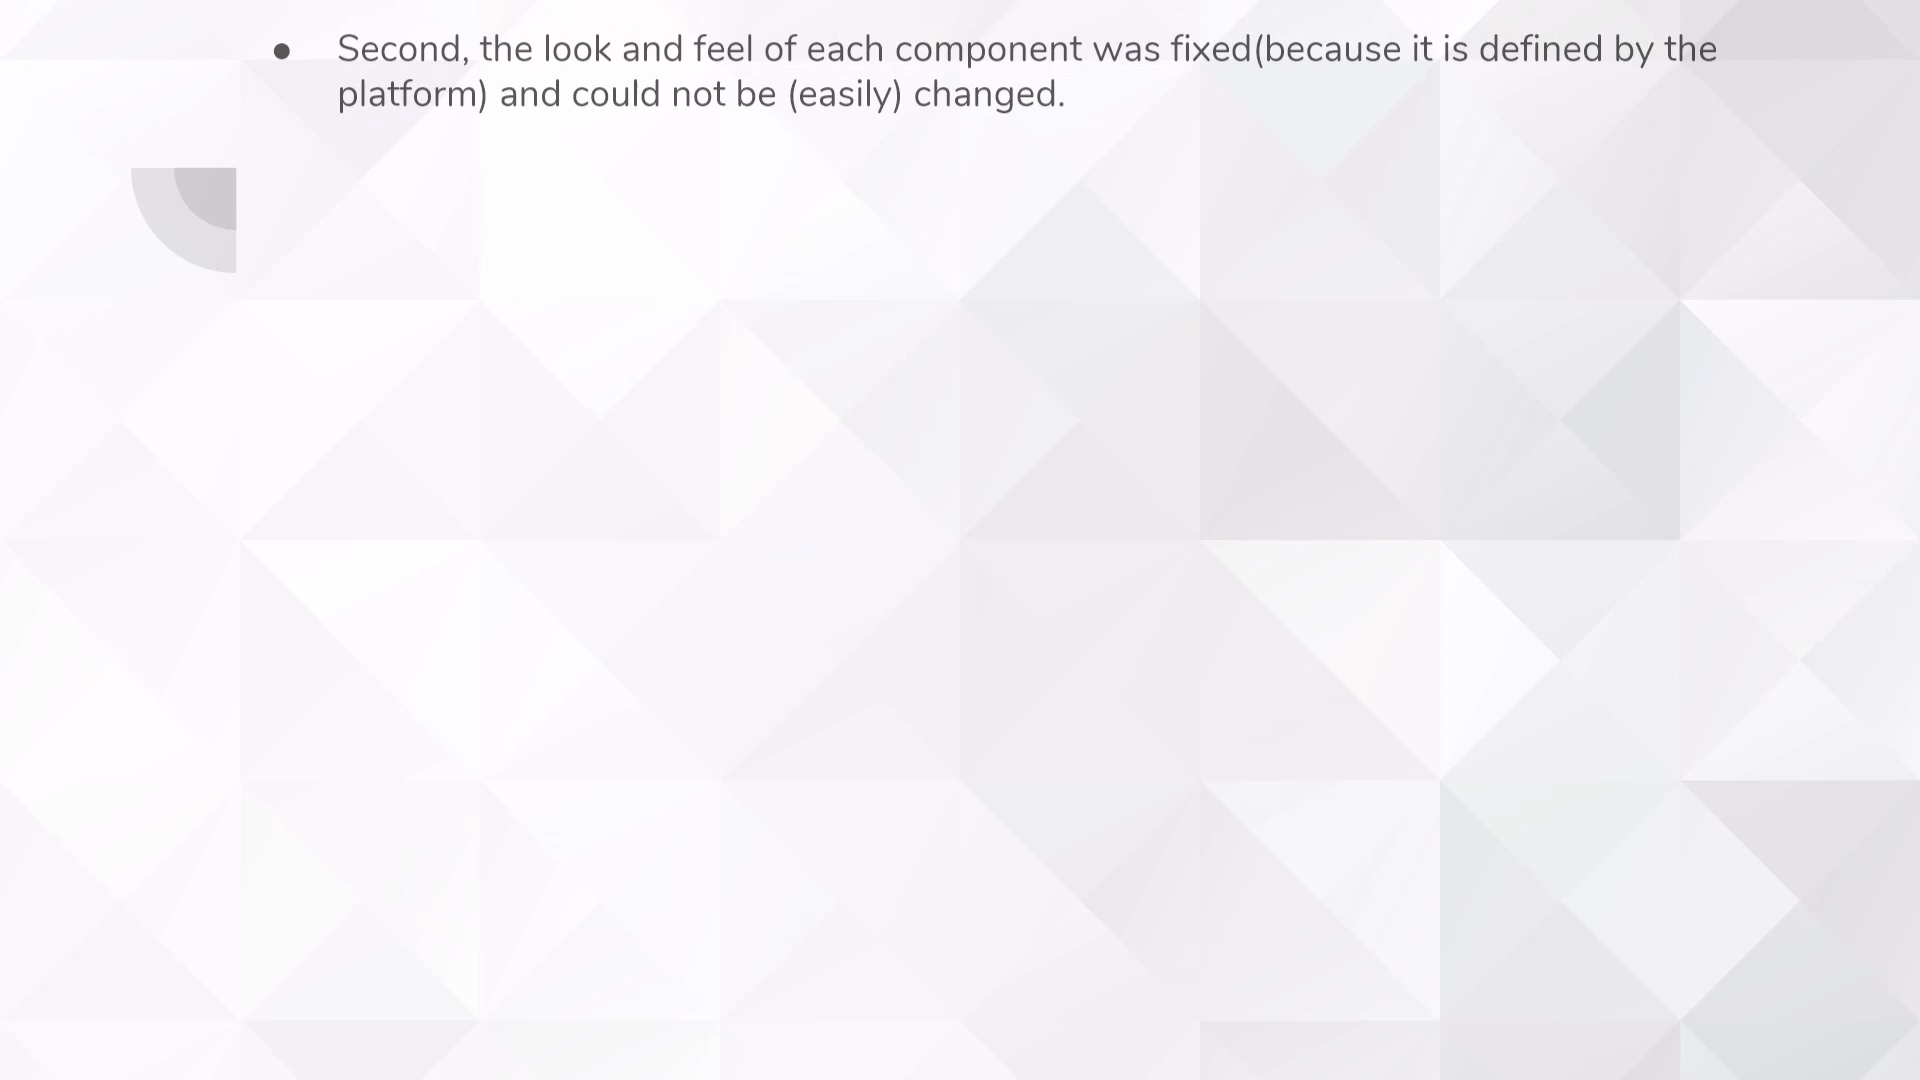 ● Second, the look and feel of each component was fixed(because it is defined by the
platform) and could not be (easily) changed.